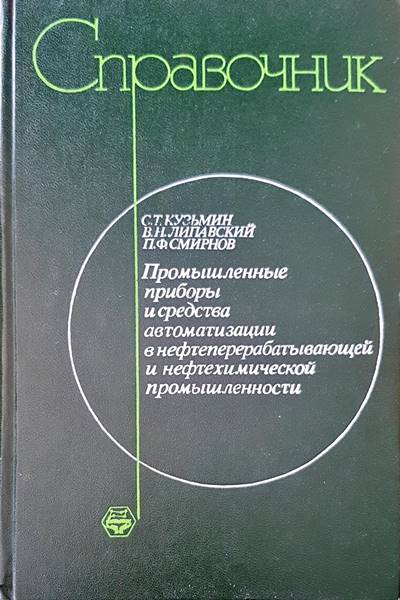 Справочник
С.Т.КУЗЬМИН
В.Н.ЛИПАВСКИЙ
П.Ф.СМИРНОВ
Промышленные
приборы
и средства
автоматизации
в нефтеперерабатывающей
и нефтехимической
промышленности